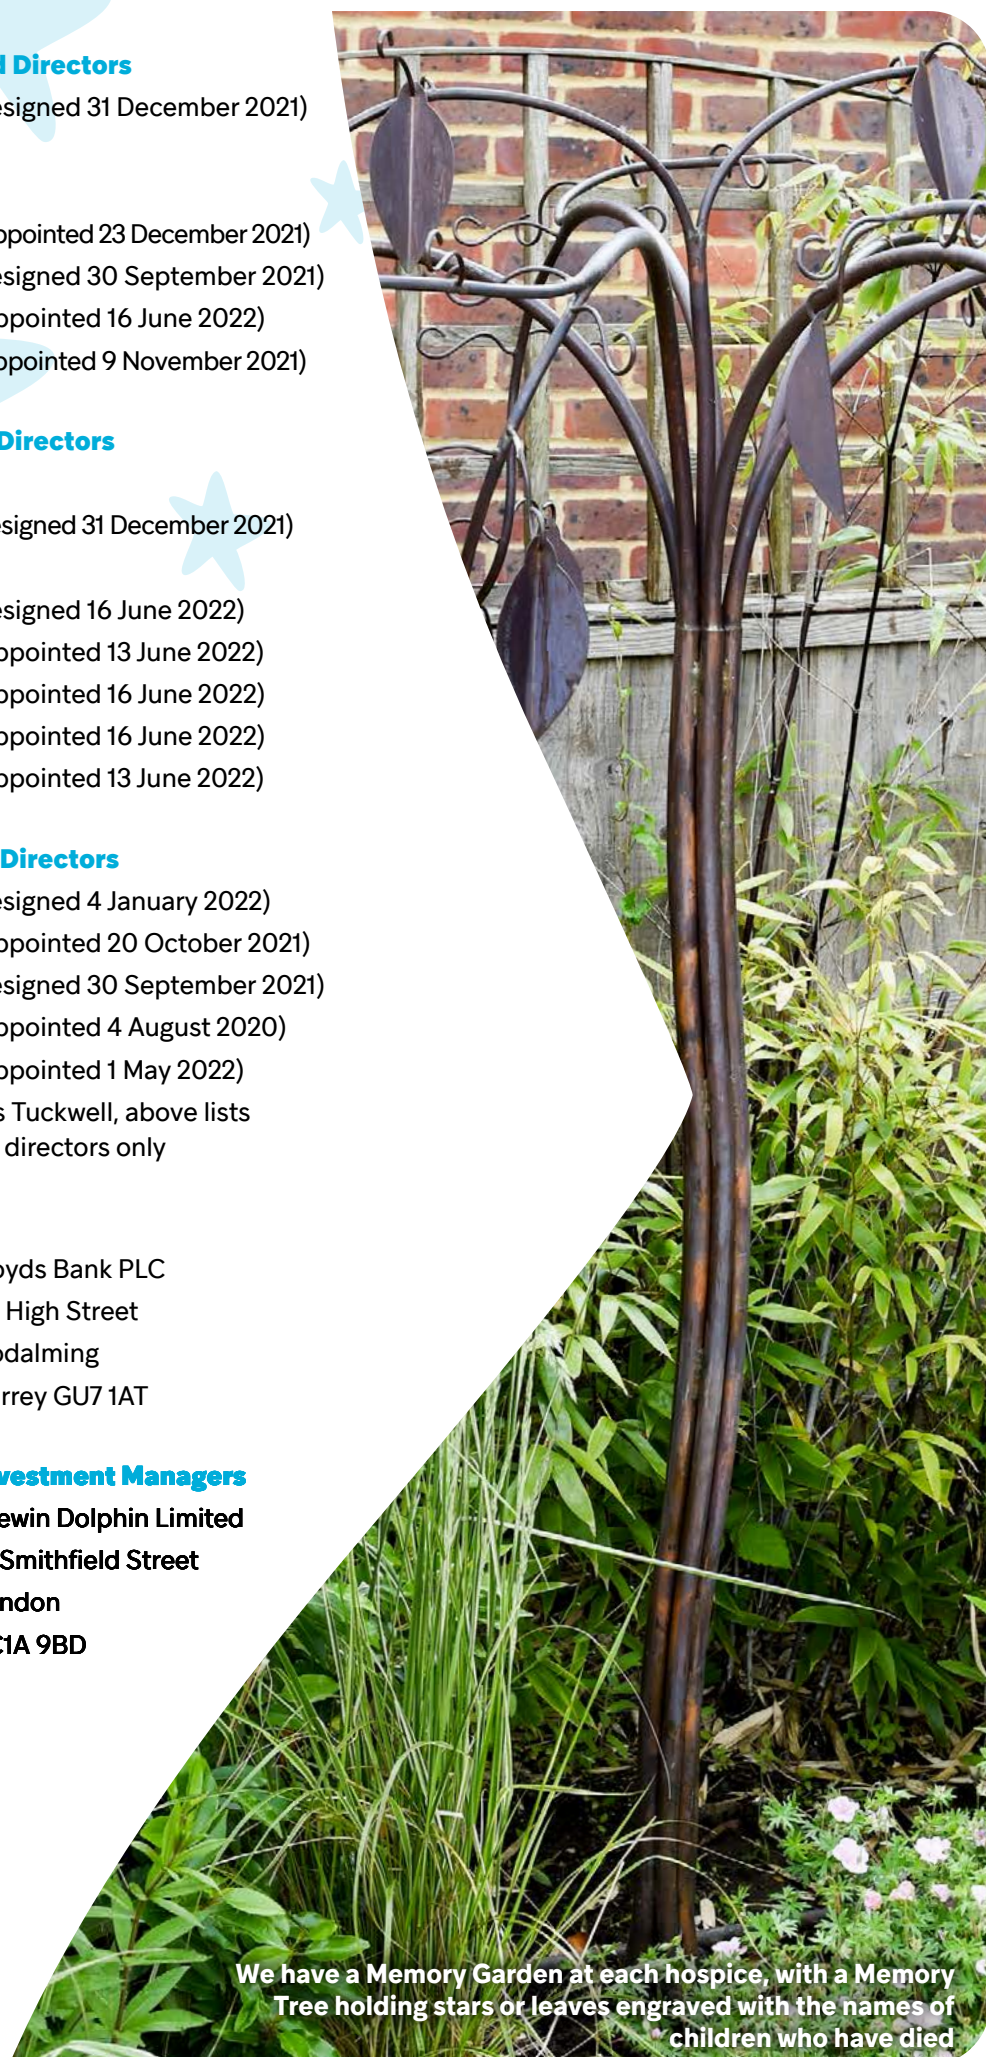 d Directors
esigned 31 December 2021)
ppointed 23 December 2021)
esigned 30 September 2021)
ppointed 16 June 2022)
ppointed 9 November 2021)
Directors
esigned 31 December 2021)
esigned 16 June 2022)
ppointed 13 June 2022)
ppointed 16 June 2022)
ppointed 16 June 2022)
ppointed 13 June 2022)
Directors
esigned 4 January 2022)
ppointed 20 October 2021)
esigned 30 September 2021)
ppointed 4 August 2020)
ppointed 1 May 2022)
s Tuckwell, above lists
directors only
oyds Bank PLC
High Street
odalming
rrey GU7 1AT
vestment Managers
ewin Dolphin Limited
Smithfield Street
ndon
C1A 9BD
We have a Memory Garden at each hospice, with a Memory
Tree holding stars or leaves engraved with the names of
children who have died